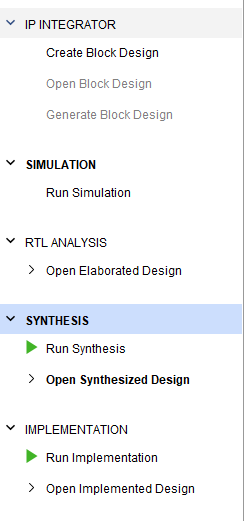 IP INTEGRATOR
Create Block Design
Open Block Design
Generate Block Design
SIMULATION
Run Simulation
RTL ANALYSIS
Open Elaborated Design
SYNTHESIS
Run Synthesis
Open Synthesized Design
IMPLEMENTATION
Run Implementation
Open Implemented Design